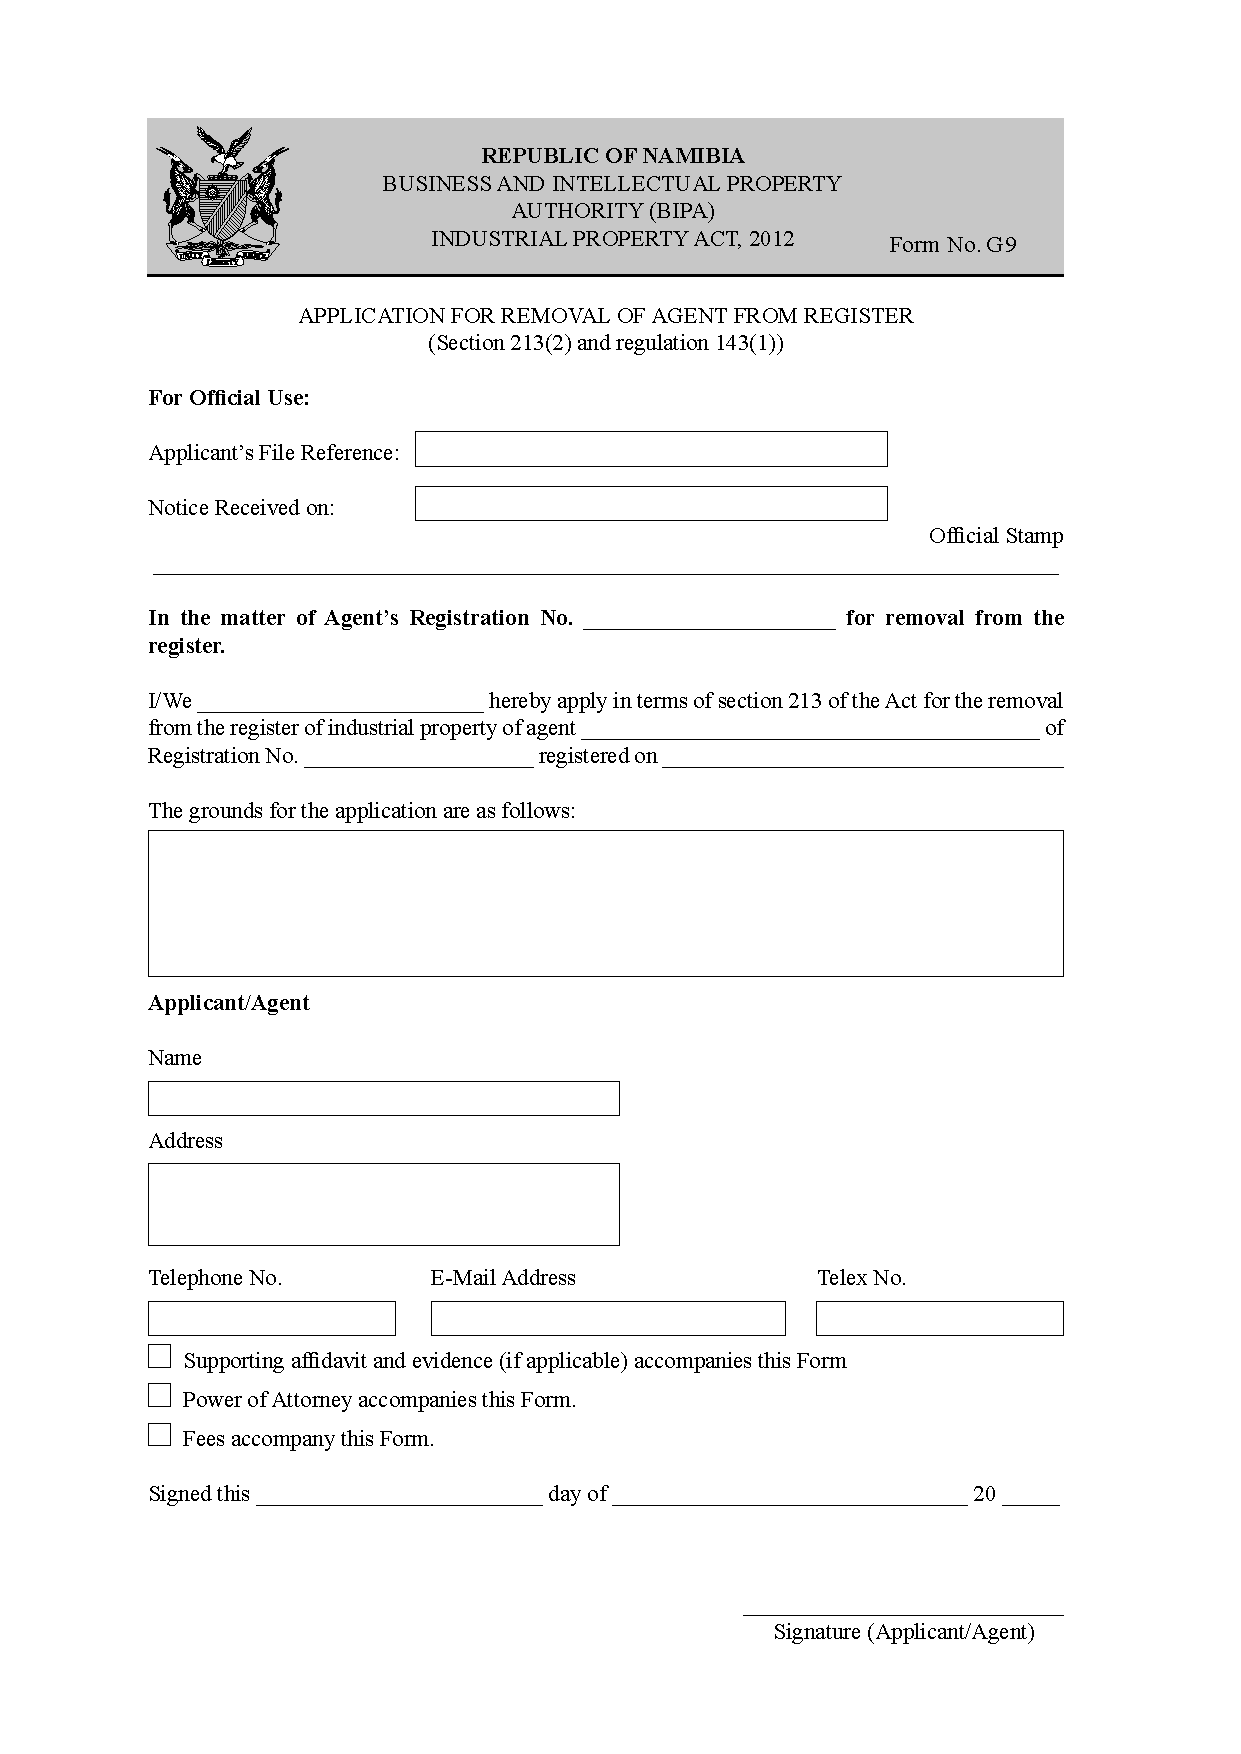 REPUBLIC OF NAMIBIA
BUSINESS AND INTELLECTUAL PROPERTY
AUTHORITY (BIPA)
INDUSTRIAL PROPERTY ACT, 2012
Form No. G9
APPLICATION FOR REMOVAL OF AGENT FROM REGISTER
(Section 213(2) and regulation 143(1))
For Official Use:
Applicant’s File Reference:
Notice Received on:
Official Stamp
In the matter of Agent’s Registration No. ______________________ for removal from the
register.
I/We _________________________ hereby apply in terms of section 213 of the Act for the removal
from the register of industrial property of agent ________________________________________ of
Registration No. ____________________ registered on ___________________________________
The grounds for the application are as follows:
Applicant/Agent
Name
Address
Telephone No. E-Mail Address Telex No.
Supporting affidavit and evidence (if applicable) accompanies this Form
Power of Attorney accompanies this Form.
Fees accompany this Form.
Signed this _________________________ day of _______________________________ 20 _____
Signature (Applicant/Agent)